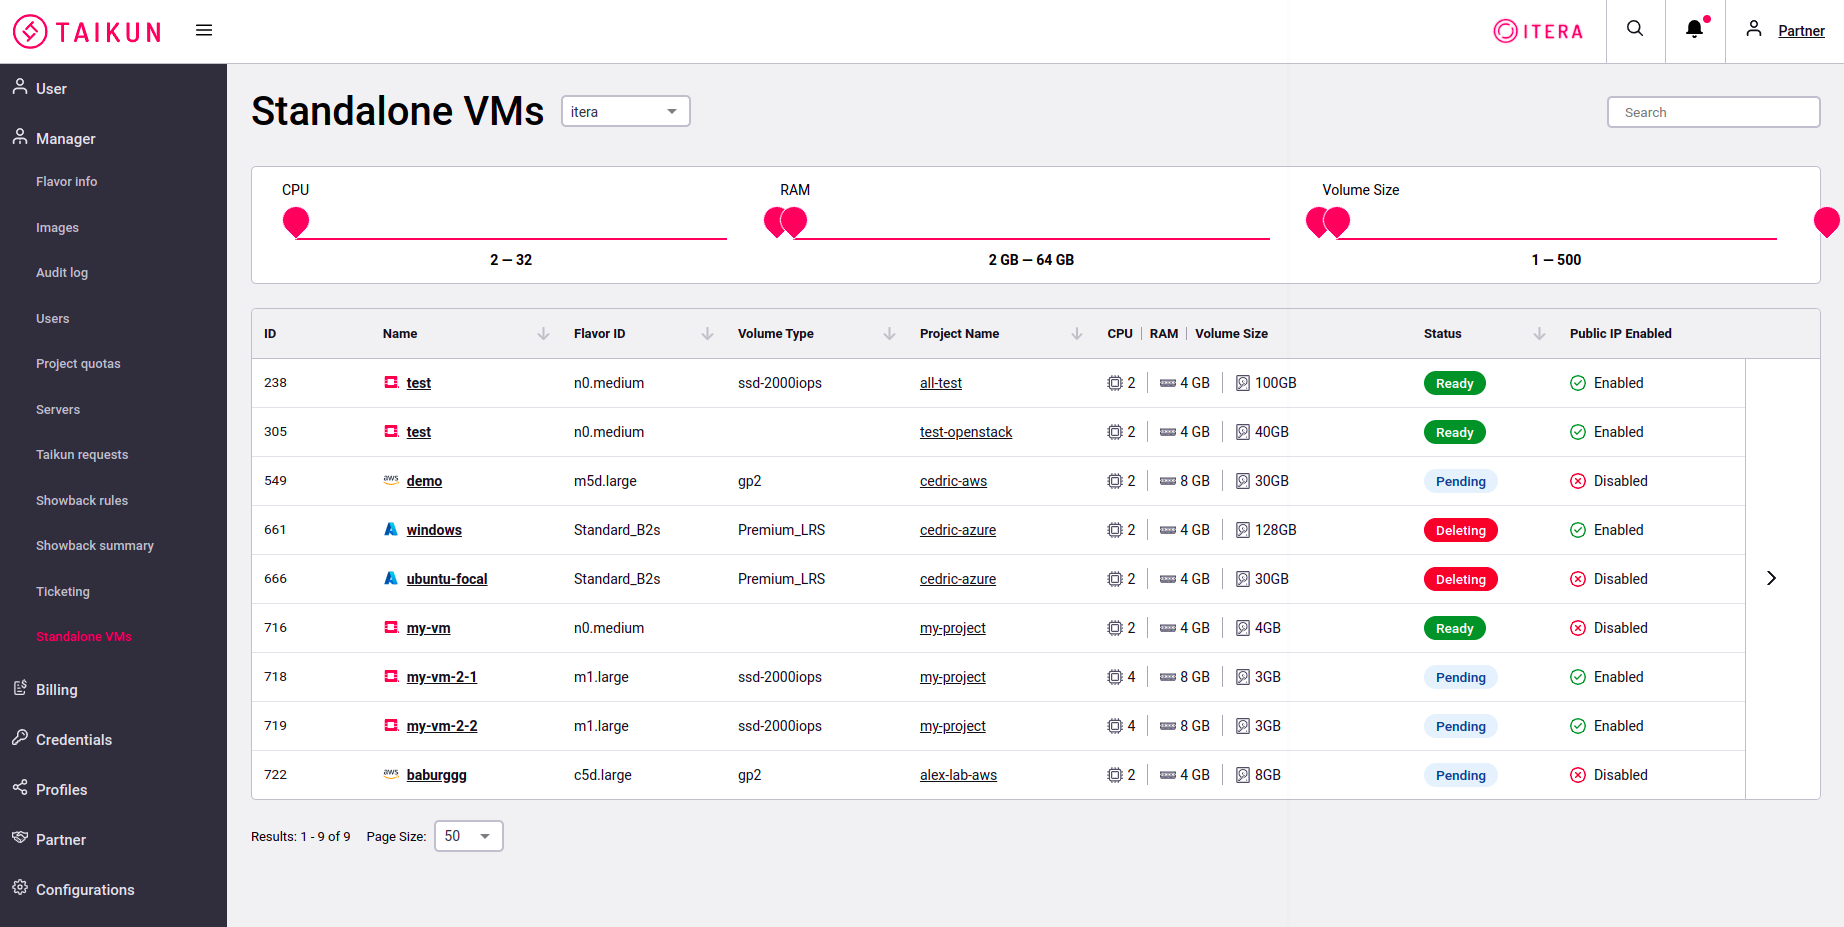 TAIKUN
ITERA
Partner
User
Manager
Flavor info
Images
Audit log
Users
Project quotas
Servers
Taikun requests
Showback rules
Showback summary
Ticketing
Standalone VMs
Billing
Credentials
Profiles
Partner
Configurations
Standalone VMs
itera
Search
CPU
2 — 32
RAM
2 GB — 64 GB
Volume Size
1 — 500
ID Name Flavor ID Volume Type Project Name CPU RAM Volume Size Status Public IP Enabled
238 test n0.medium ssd-2000iops all-test 2 4 GB 100GB Ready Enabled
305 test n0.medium test-openstack 2 4 GB 40GB Ready Enabled
549 aws demo m5d.large gp2 cedric-aws 2 8 GB 30GB Pending Disabled
661 windows Standard_B2s Premium_LRS cedric-azure 2 4 GB 128GB Deleting Enabled
666 ubuntu-focal Standard_B2s Premium_LRS cedric-azure 2 4 GB 30GB Deleting Disabled
716 my-vm n0.medium my-project 2 4 GB 4GB Ready Disabled
718 my-vm-2-1 m1.large ssd-2000iops my-project 4 8 GB 3GB Pending Enabled
719 my-vm-2-2 m1.large ssd-2000iops my-project 4 8 GB 3GB Pending Enabled
722 aws baburggg c5d.large gp2 alex-lab-aws 2 4 GB 8GB Pending Disabled
Results: 1 - 9 of 9 Page Size: 50